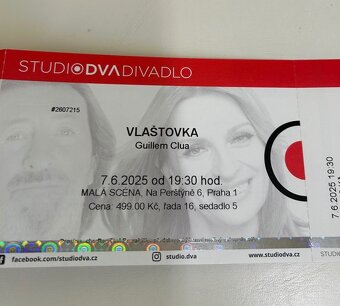 STUDIODVADIVADLO
#2607215
VLAŠTOVKA
Guillem Clua
7.6.2025 od 19:30 hod.
MALÁ SCÉNA, Na Perštýně 6, Praha 1
Cena: 499.00 Kč, řada 16, sedadlo 5
facebook.com/studiodva.cz
studio.dva
www.studiodva.cz
7.6.2025 19:30